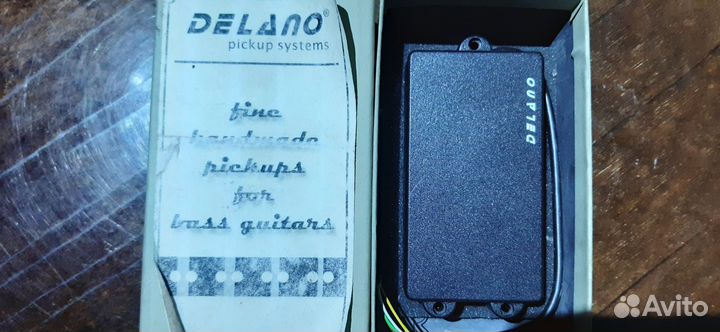 DELANO®
pickup systems
fine
handmade
pickups
for
bass guitars
DELANO
Avito